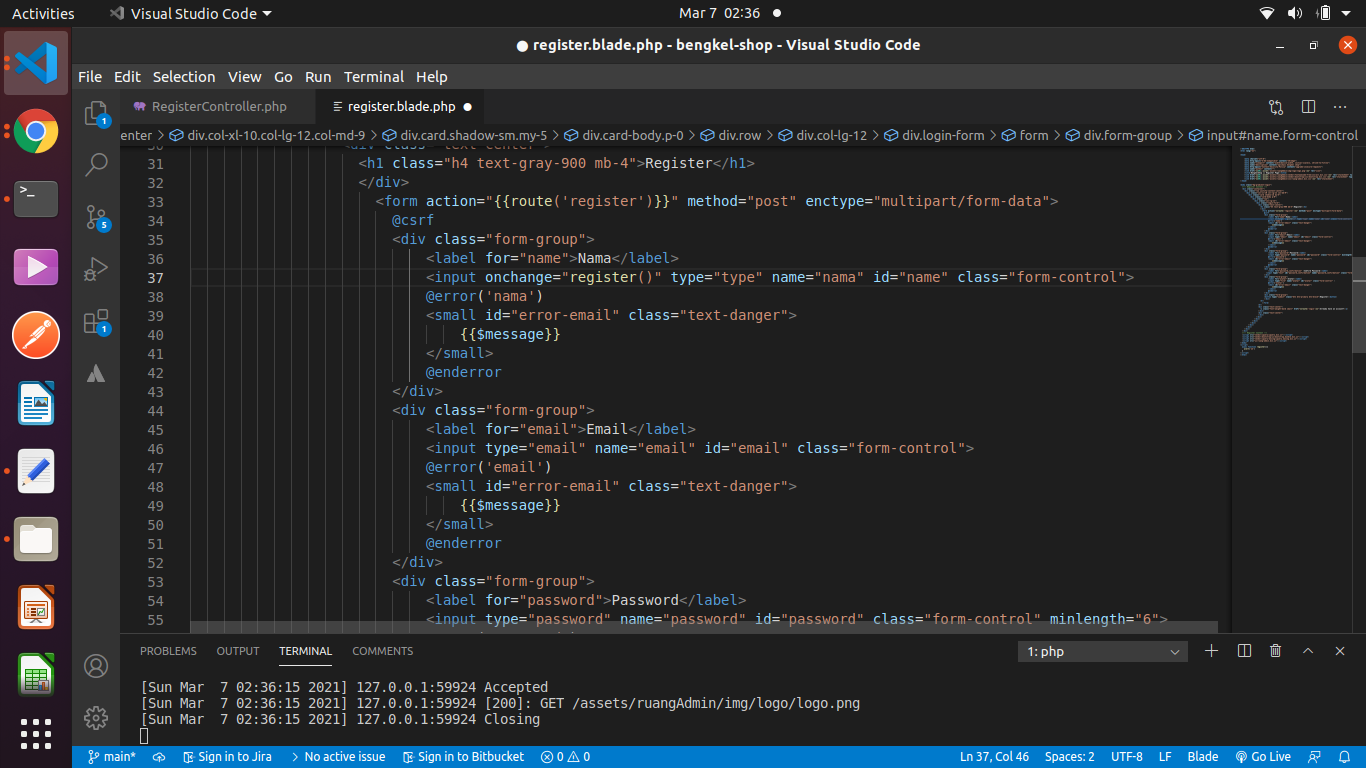 Activities Visual Studio Code Mar 7 02:36
register.blade.php - bengkel-shop - Visual Studio Code
File Edit Selection View Go Run Terminal Help
RegisterController.php register.blade.php
enter > div.col-xl-10.col-lg-12.col-md-9 > div.card.shadow-sm.my-5 > div.card-body.p-0 > div.row > div.col-lg-12 > div.login-form > form > div.form-group > input#name.form-control
30 <div class="text-center">
31 <h1 class="h4 text-gray-900 mb-4">Register</h1>
32 </div>
33 <form action="{{route('register')}}" method="post" enctype="multipart/form-data">
34 @csrf
35 <div class="form-group">
36 <label for="name">Nama</label>
37 <input onchange="register()" type="type" name="nama" id="name" class="form-control">
38 @error('nama')
39 <small id="error-email" class="text-danger">
40 {{$message}}
41 </small>
42 @enderror
43 </div>
44 <div class="form-group">
45 <label for="email">Email</label>
46 <input type="email" name="email" id="email" class="form-control">
47 @error('email')
48 <small id="error-email" class="text-danger">
49 {{$message}}
50 </small>
51 @enderror
52 </div>
53 <div class="form-group">
54 <label for="password">Password</label>
55 <input type="password" name="password" id="password" class="form-control" minlength="6">
PROBLEMS OUTPUT TERMINAL COMMENTS 1: php
[Sun Mar  7 02:36:15 2021] 127.0.0.1:59924 Accepted
[Sun Mar  7 02:36:15 2021] 127.0.0.1:59924 [200]: GET /assets/ruangAdmin/img/logo/logo.png
[Sun Mar  7 02:36:15 2021] 127.0.0.1:59924 Closing
main* Sign in to Jira No active issue Sign in to Bitbucket 0 0 Ln 37, Col 46 Spaces: 2 UTF-8 LF Blade Go Live